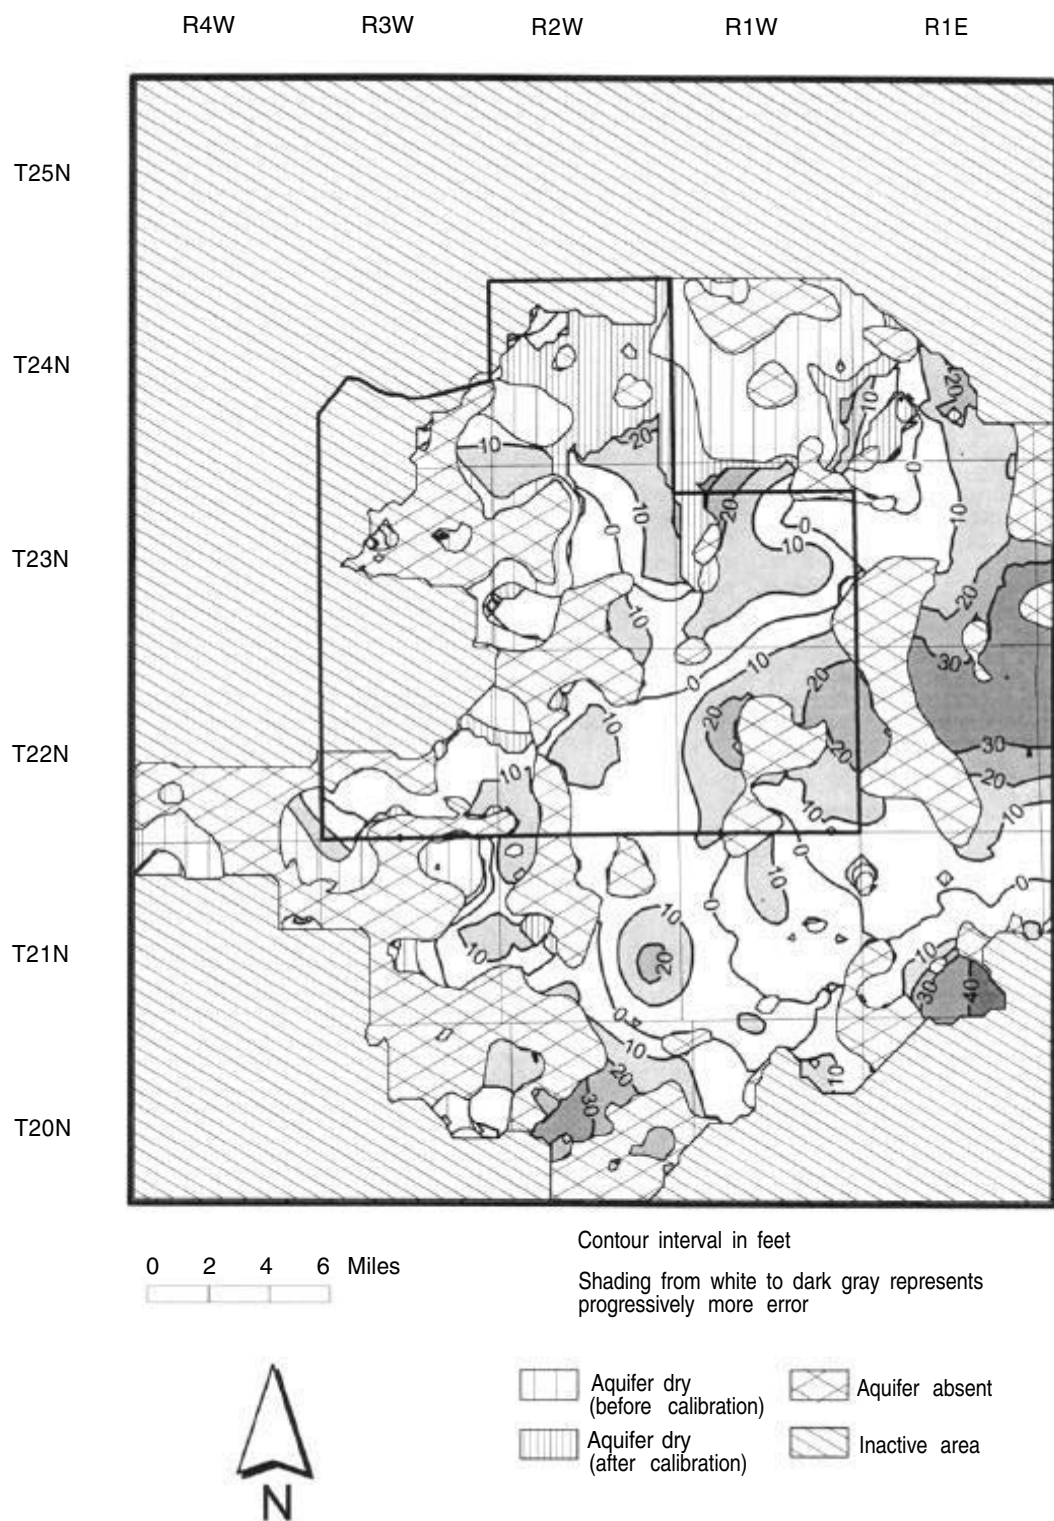 R4W R3W R2W R1W R1E
T25N
T24N
20
10
20
10
0
T23N
20
10
0
10
0
10
20
10
30
0
10
20
T22N
20
10
20
30
20
10
10
10
0
10
0
T21N
10
10
20
10
30
40
0
10
20
10
T20N
30
Contour interval in feet
0 2 4 6 Miles
Shading from white to dark gray represents
progressively more error
Aquifer dry
(before calibration)
Aquifer absent
Aquifer dry
(after calibration)
Inactive area
N